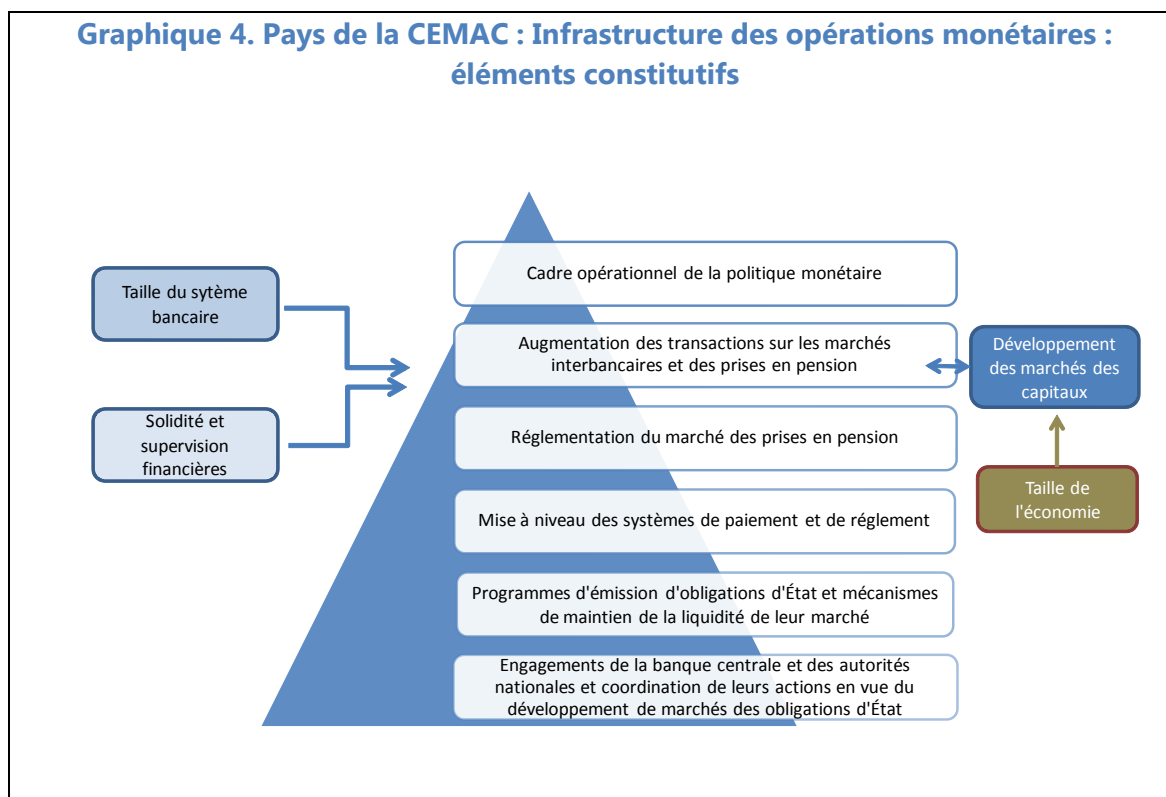 Graphique 4. Pays de la CEMAC : Infrastructure des opérations monétaires :
éléments constitutifs
Cadre opérationnel de la politique monétaire
Taille du sytème
bancaire
Augmentation des transactions sur les marchés
interbancaires et des prises en pension
Développement
des marchés des
capitaux
Solidité et
supervision
financières
Réglementation du marché des prises en pension
Taille de
l'économie
Mise à niveau des systèmes de paiement et de réglement
Programmes d'émission d'obligations d'État et mécanismes
de maintien de la liquidité de leur marché
Engagements de la banque centrale et des autorités
nationales et coordination de leurs actions en vue du
développement de marchés des obligations d'État